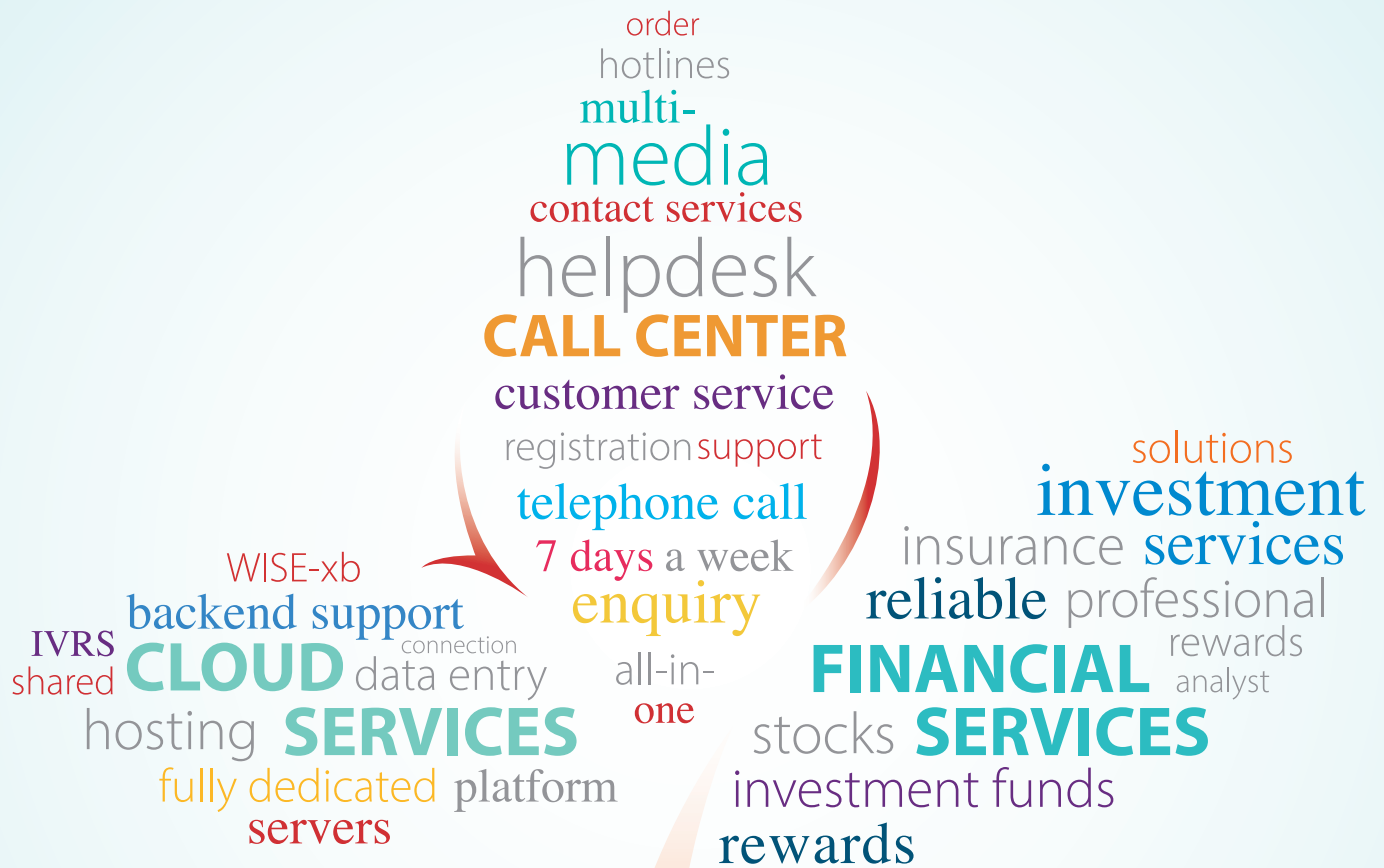 order
hotlines
multi-
media
contact services
helpdesk
CALL CENTER
customer service
registration support
telephone call
7 days a week
enquiry
all-in-
one
WISE-xb
backend support
IVRS
shared
CLOUD
connection
data entry
hosting SERVICES
fully dedicated platform
servers
solutions
investment
insurance services
reliable professional
rewards
FINANCIAL
analyst
stocks SERVICES
investment funds
rewards